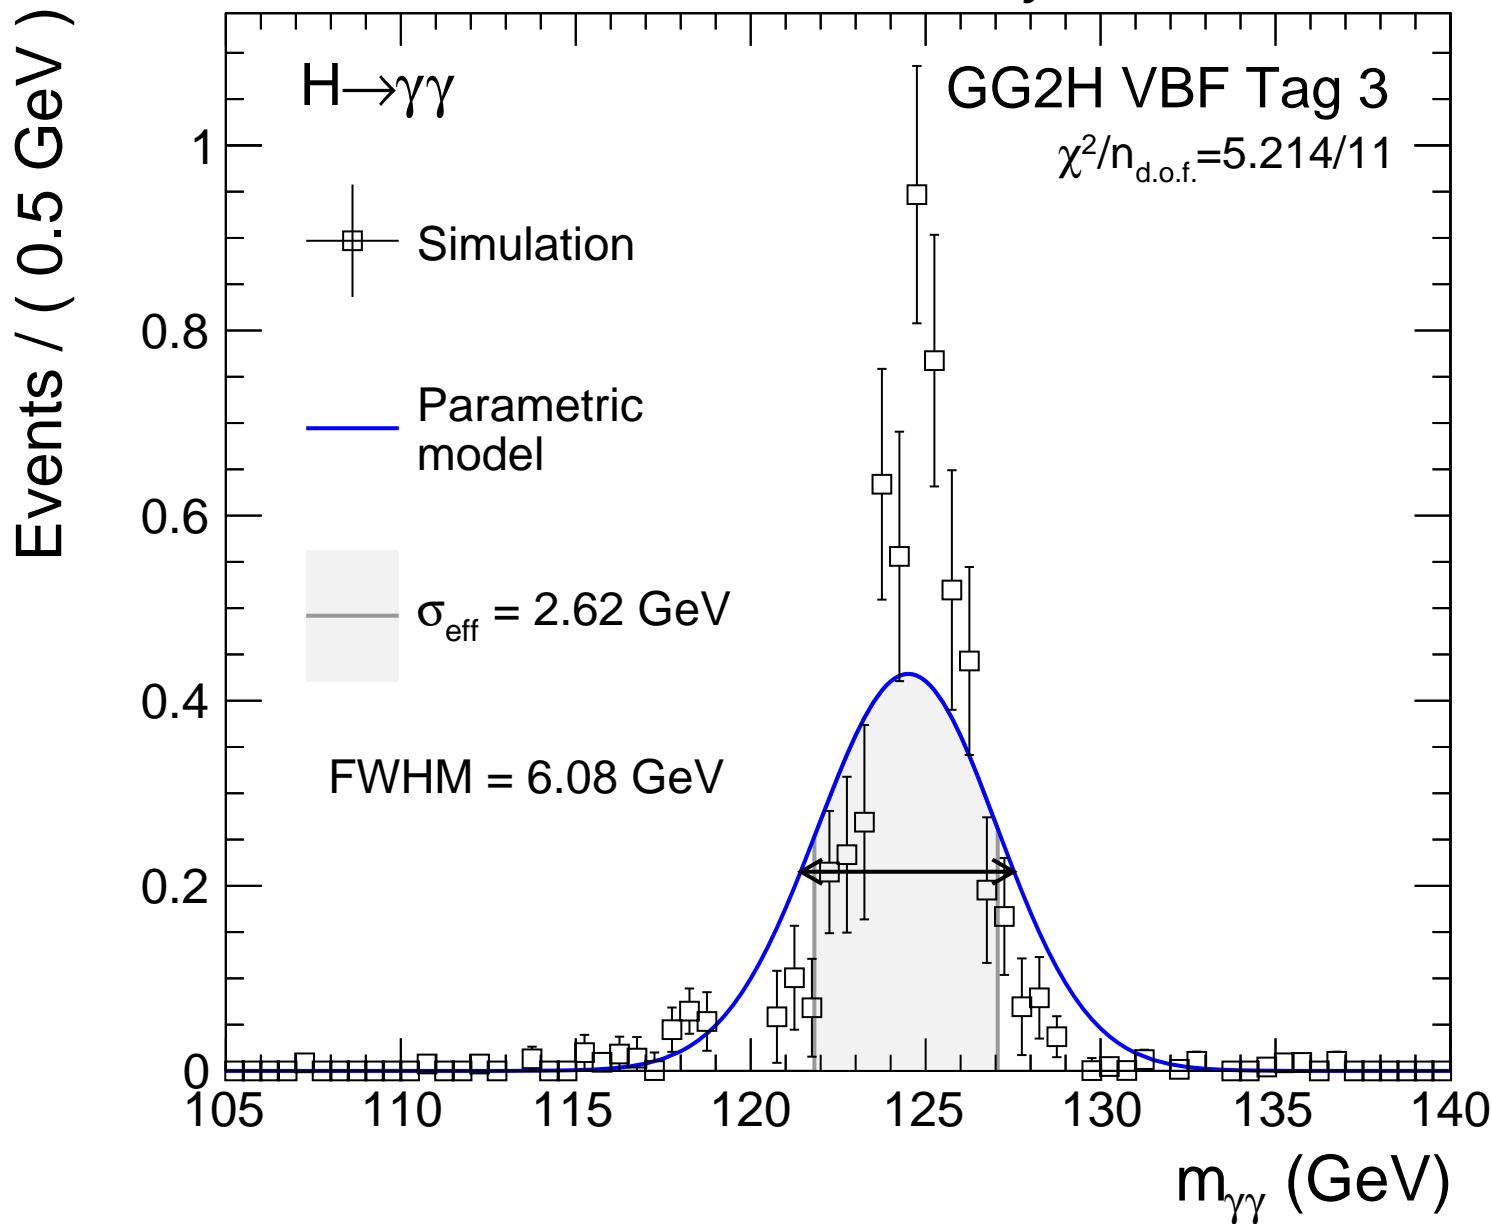 H→γγ
GG2H VBF Tag 3
χ²/n_d.o.f.=5.214/11
Simulation
Parametric
model
σ_eff = 2.62 GeV
FWHM = 6.08 GeV
Events / ( 0.5 GeV )
1
0.8
0.6
0.4
0.2
0
105 110 115 120 125 130 135 140
m_γγ (GeV)